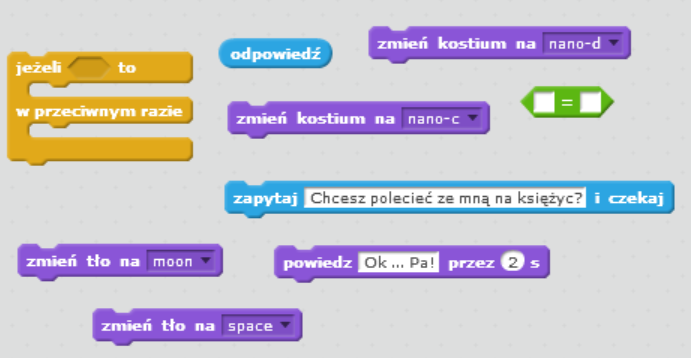 jeżeli to
w przeciwnym razie
odpowiedź
zmień kostium na nano-d
zmień kostium na nano-c
=
zapytaj Chcesz polecieć ze mną na księżyc? i czekaj
zmień tło na moon
powiedz Ok ... Pa! przez 2 s
zmień tło na space